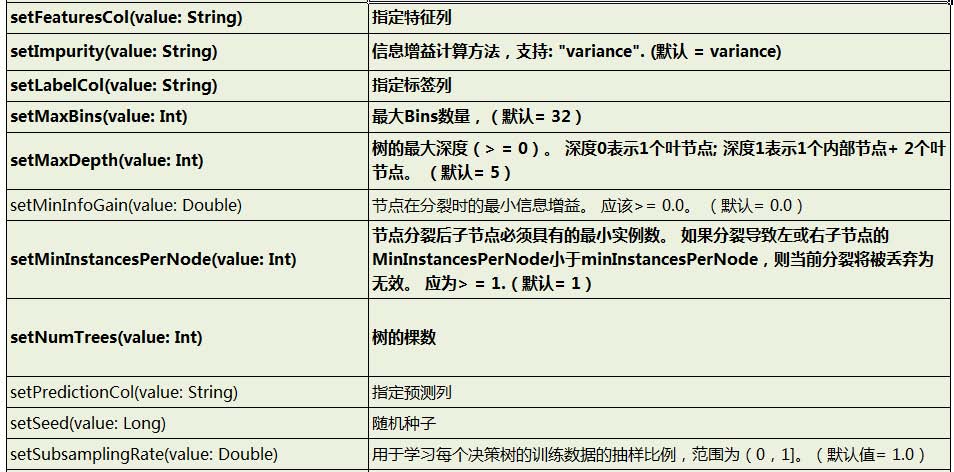 setFeaturesCol(value: String) 指定特征列
setImpurity(value: String) 信息增益计算方法，支持: "variance". (默认 = variance)
setLabelCol(value: String) 指定标签列
setMaxBins(value: Int) 最大Bins数量，（默认= 32）
setMaxDepth(value: Int) 树的最大深度（> = 0）。 深度0表示1个叶节点; 深度1表示1个内部节点+ 2个叶
节点。 （默认= 5）
setMinInfoGain(value: Double) 节点在分裂时的最小信息增益。 应该>= 0.0。 （默认= 0.0）
setMinInstancesPerNode(value: Int) 节点分裂后子节点必须具有的最小实例数。 如果分裂导致左或右子节点的
MinInstancesPerNode小于minInstancesPerNode，则当前分裂将被丢弃为
无效。 应为> = 1.（默认= 1）
setNumTrees(value: Int) 树的棵数
setPredictionCol(value: String) 指定预测列
setSeed(value: Long) 随机种子
setSubsamplingRate(value: Double) 用于学习每个决策树的训练数据的抽样比例，范围为（0，1]。（默认值= 1.0）